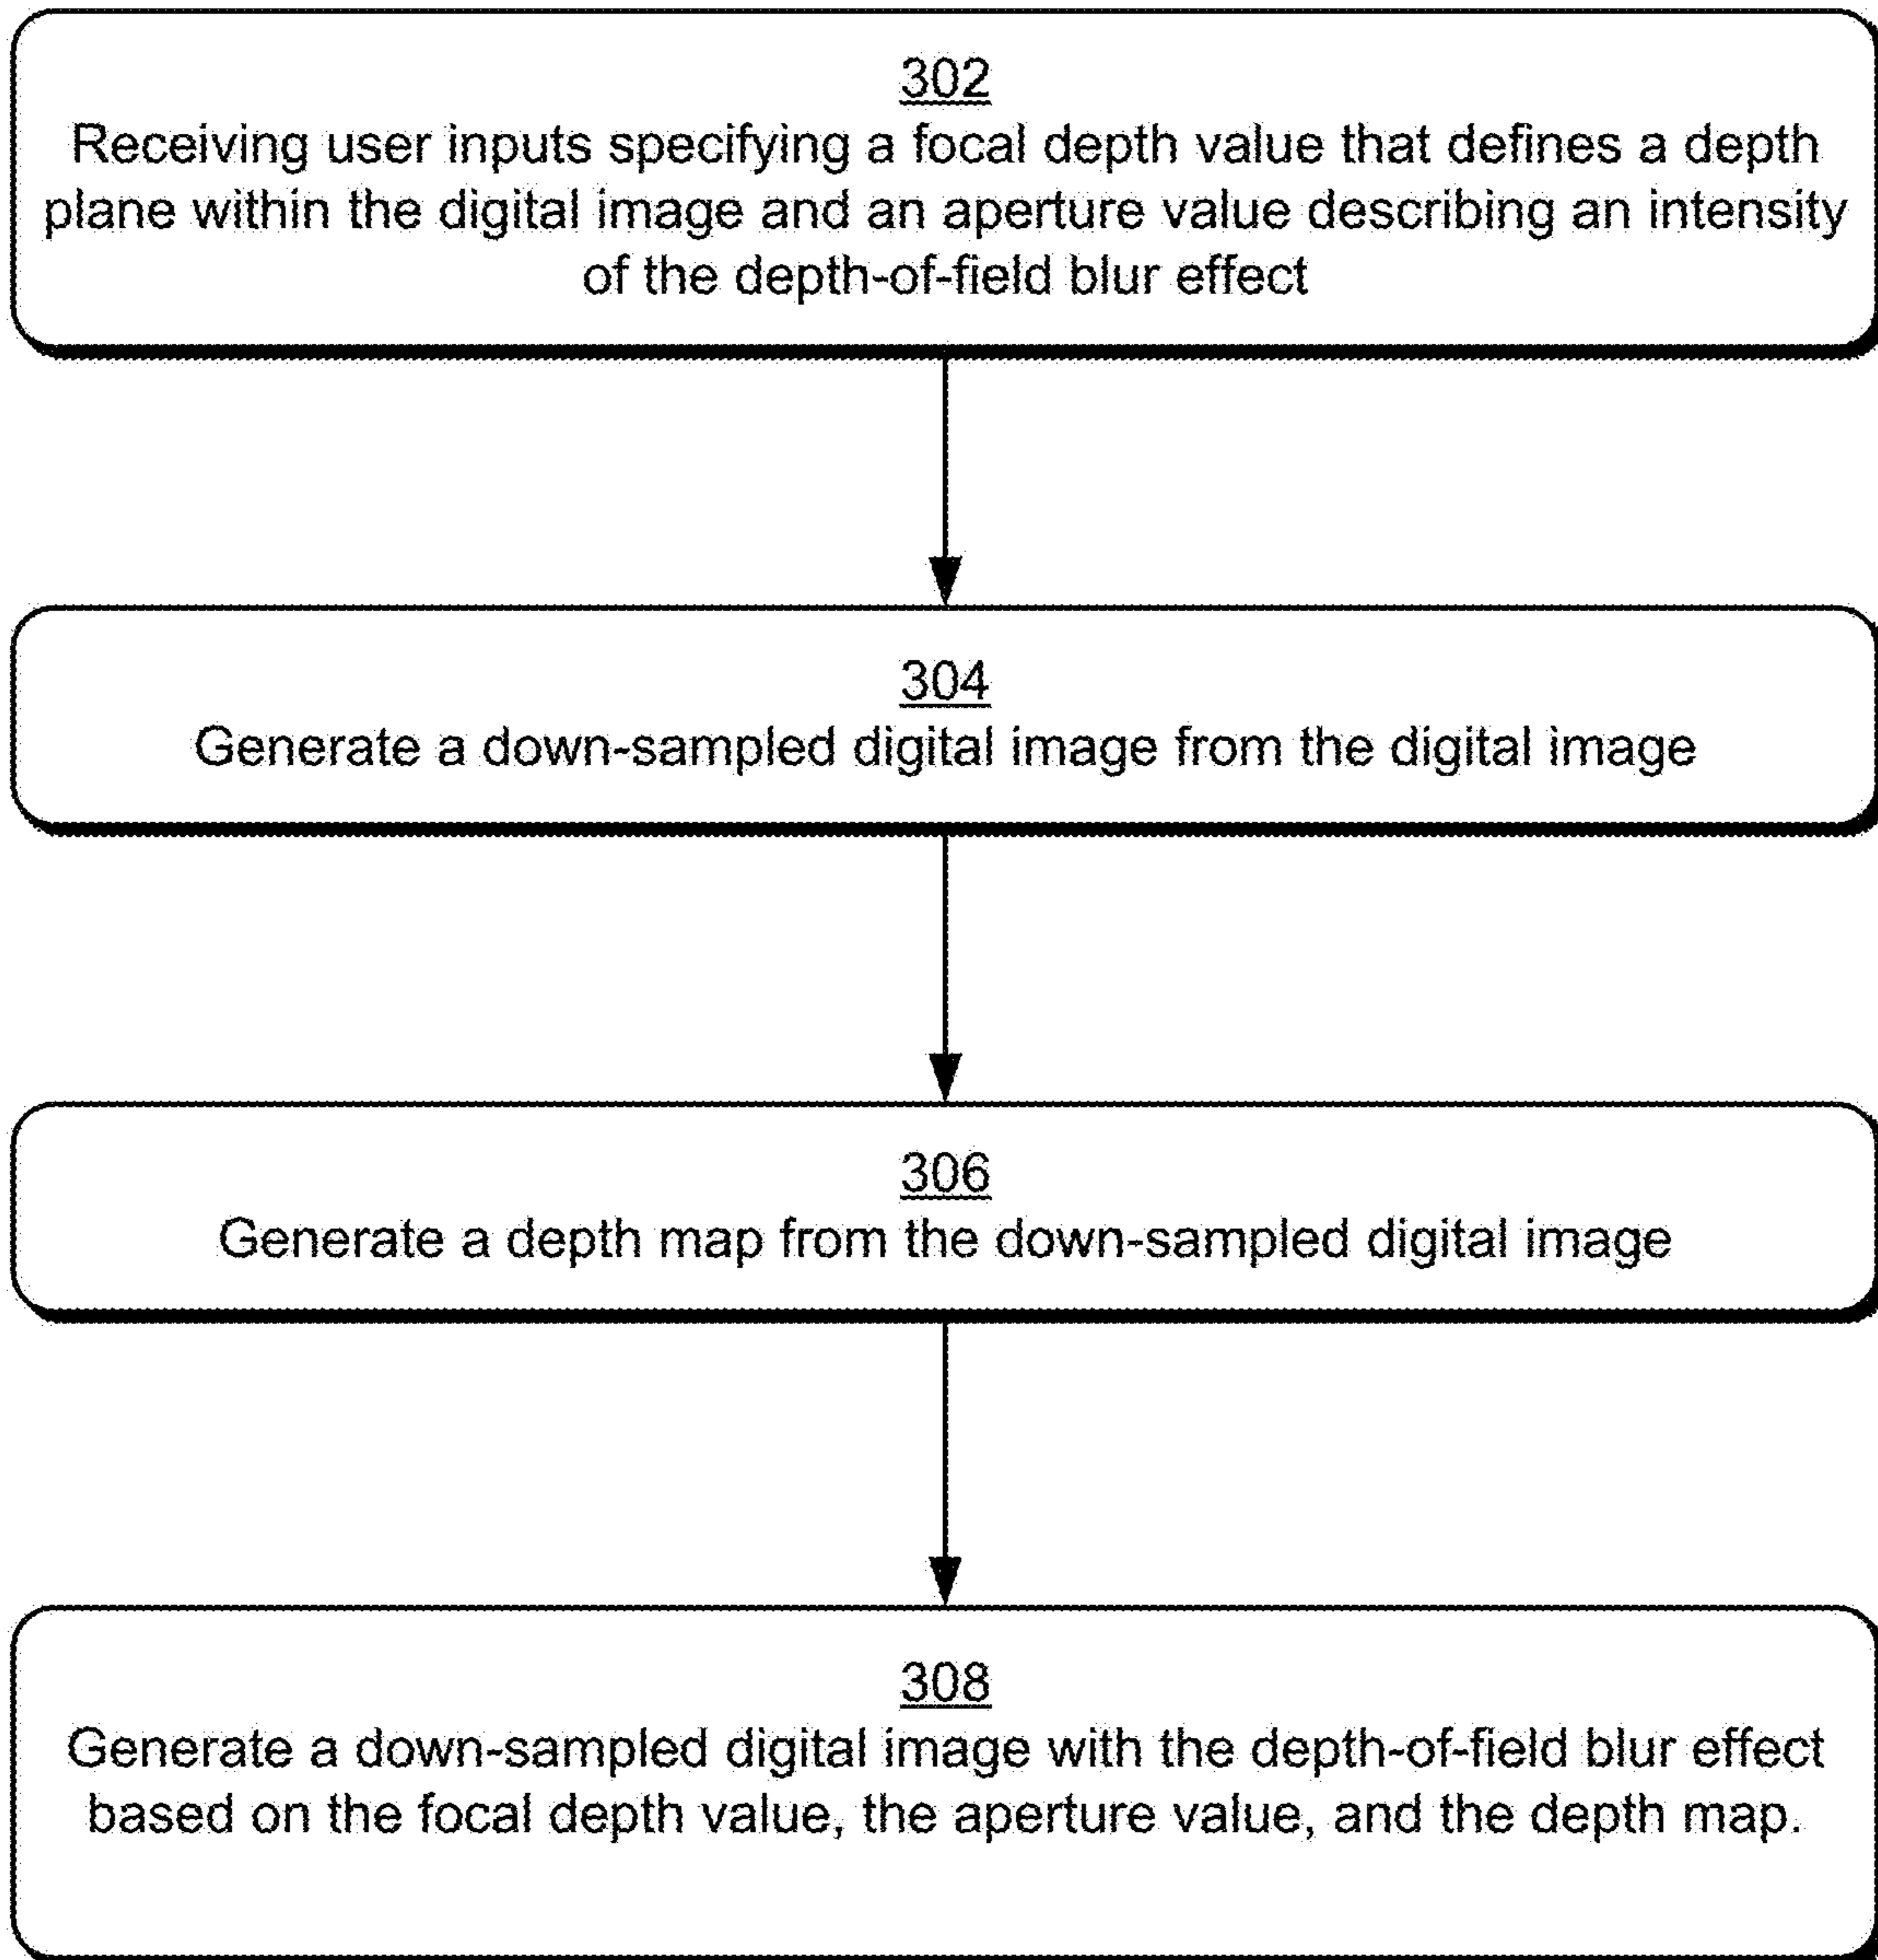 302
Receiving user inputs specifying a focal depth value that defines a depth
plane within the digital image and an aperture value describing an intensity
of the depth-of-field blur effect
304
Generate a down-sampled digital image from the digital image
306
Generate a depth map from the down-sampled digital image
308
Generate a down-sampled digital image with the depth-of-field blur effect
based on the focal depth value, the aperture value, and the depth map.